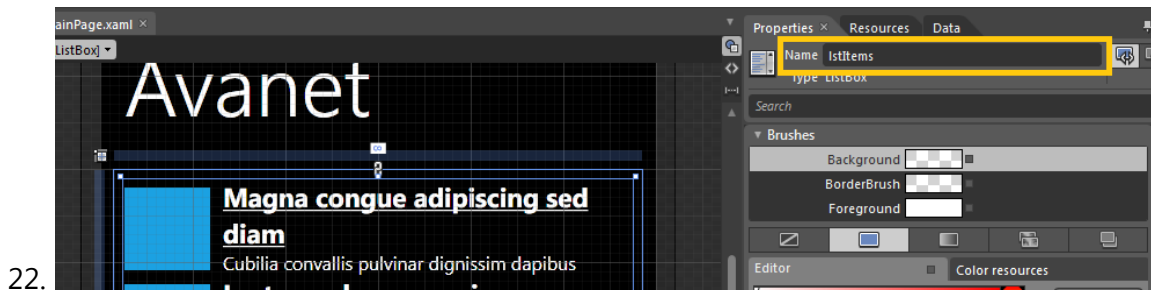 ainPage.xaml ×
Properties × Resources Data
ListBox]
Name lstItems
Type ListBox
Avanet
Search
Brushes
Background
BorderBrush
Foreground
Magna congue adipiscing sed
diam
Cubilia convallis pulvinar dignissim dapibus
Editor Color resources
22.